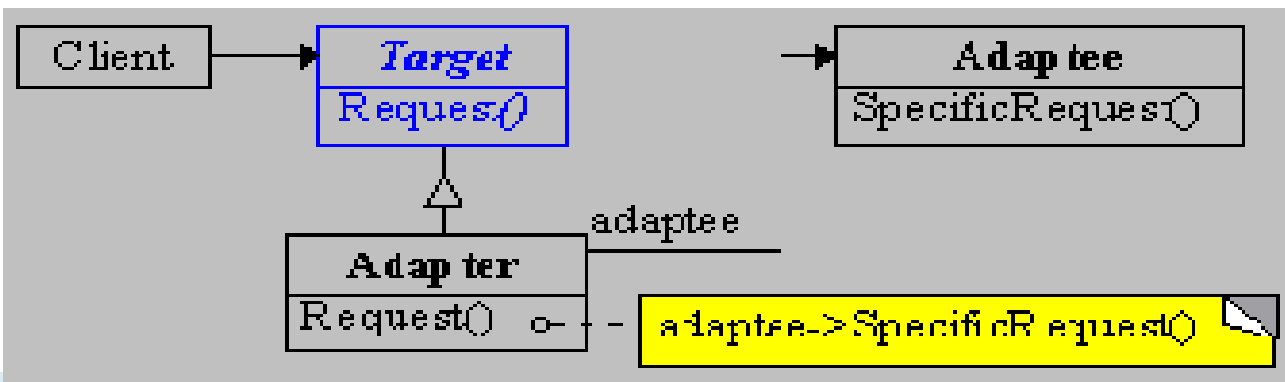 Client
Target
Request()
Adaptee
SpecificRequest()
adaptee
Adapter
Request()
adaptee->SpecificRequest()